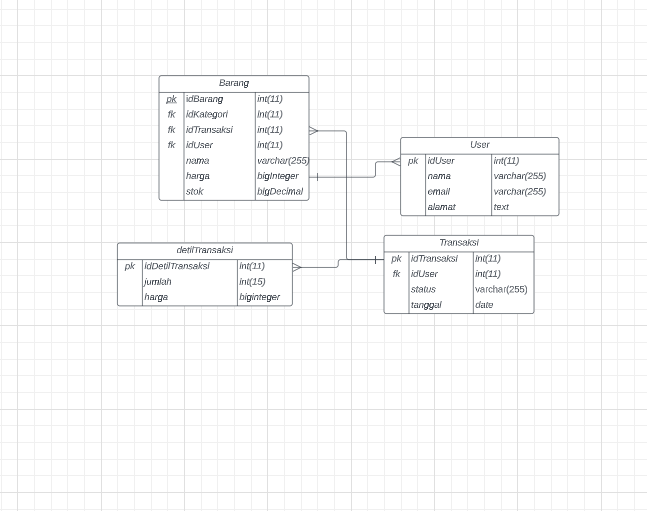 Barang
pk idBarang int(11)
fk idKategori int(11)
fk idTransaksi int(11)
fk idUser int(11)
nama varchar(255)
harga bigInteger
stok bigDecimal
User
pk idUser int(11)
nama varchar(255)
email varchar(255)
alamat text
detilTransaksi
pk idDetilTransaksi int(11)
jumlah int(15)
harga biginteger
Transaksi
pk idTransaksi int(11)
fk idUser int(11)
status varchar(255)
tanggal date